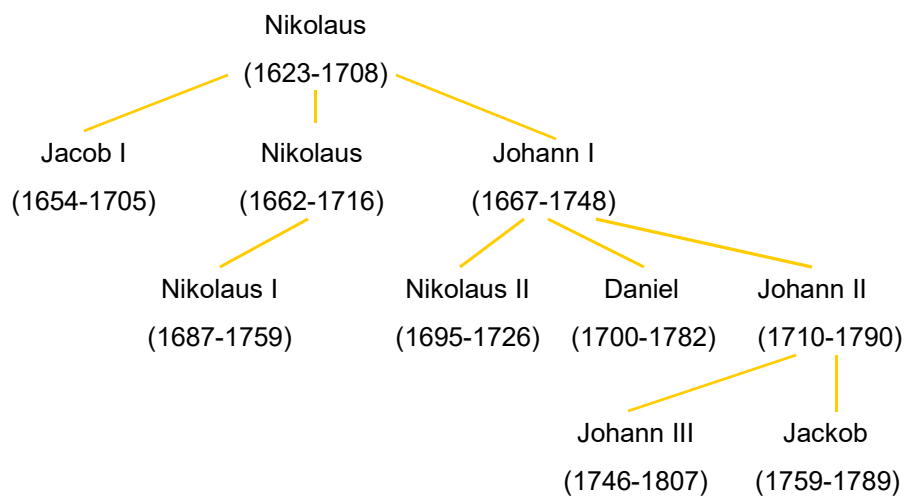 Nikolaus
(1623-1708)
Jacob I
Nikolaus
Johann I
(1654-1705)
(1662-1716)
(1667-1748)
Nikolaus I
Nikolaus II
Daniel
Johann II
(1687-1759)
(1695-1726)
(1700-1782)
(1710-1790)
Johann III
Jackob
(1746-1807)
(1759-1789)